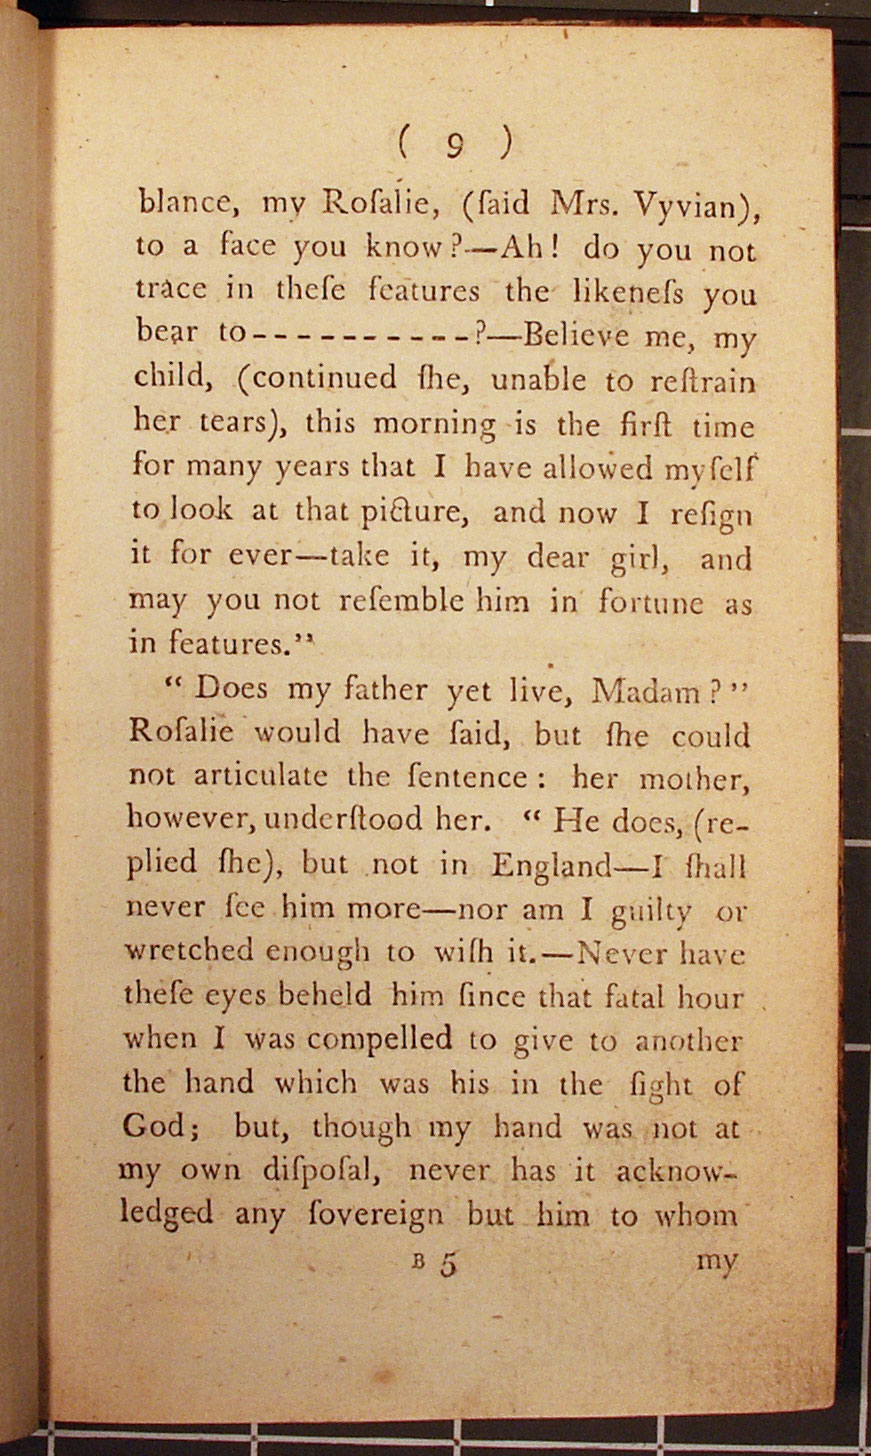 ( 9 )
blance, my Roſalie, (ſaid Mrs. Vyvian),
to a face you know?—Ah! do you not
trace in theſe features the likeneſs you
bear to-----------?—Believe me, my
child, (continued ſhe, unable to reſtrain
her tears), this morning is the firſt time
for many years that I have allowed myſelf
to look at that picture, and now I reſign
it for ever—take it, my dear girl, and
may you not reſemble him in fortune as
in features.”
“ Does my father yet live, Madam?”
Roſalie would have ſaid, but ſhe could
not articulate the ſentence: her mother,
however, underſtood her. “ He does, (re-
plied ſhe), but not in England—I ſhall
never ſee him more—nor am I guilty or
wretched enough to wiſh it.—Never have
theſe eyes beheld him ſince that fatal hour
when I was compelled to give to another
the hand which was his in the ſight of
God; but, though my hand was not at
my own diſpoſal, never has it acknow-
ledged any ſovereign but him to whom
B 5 my